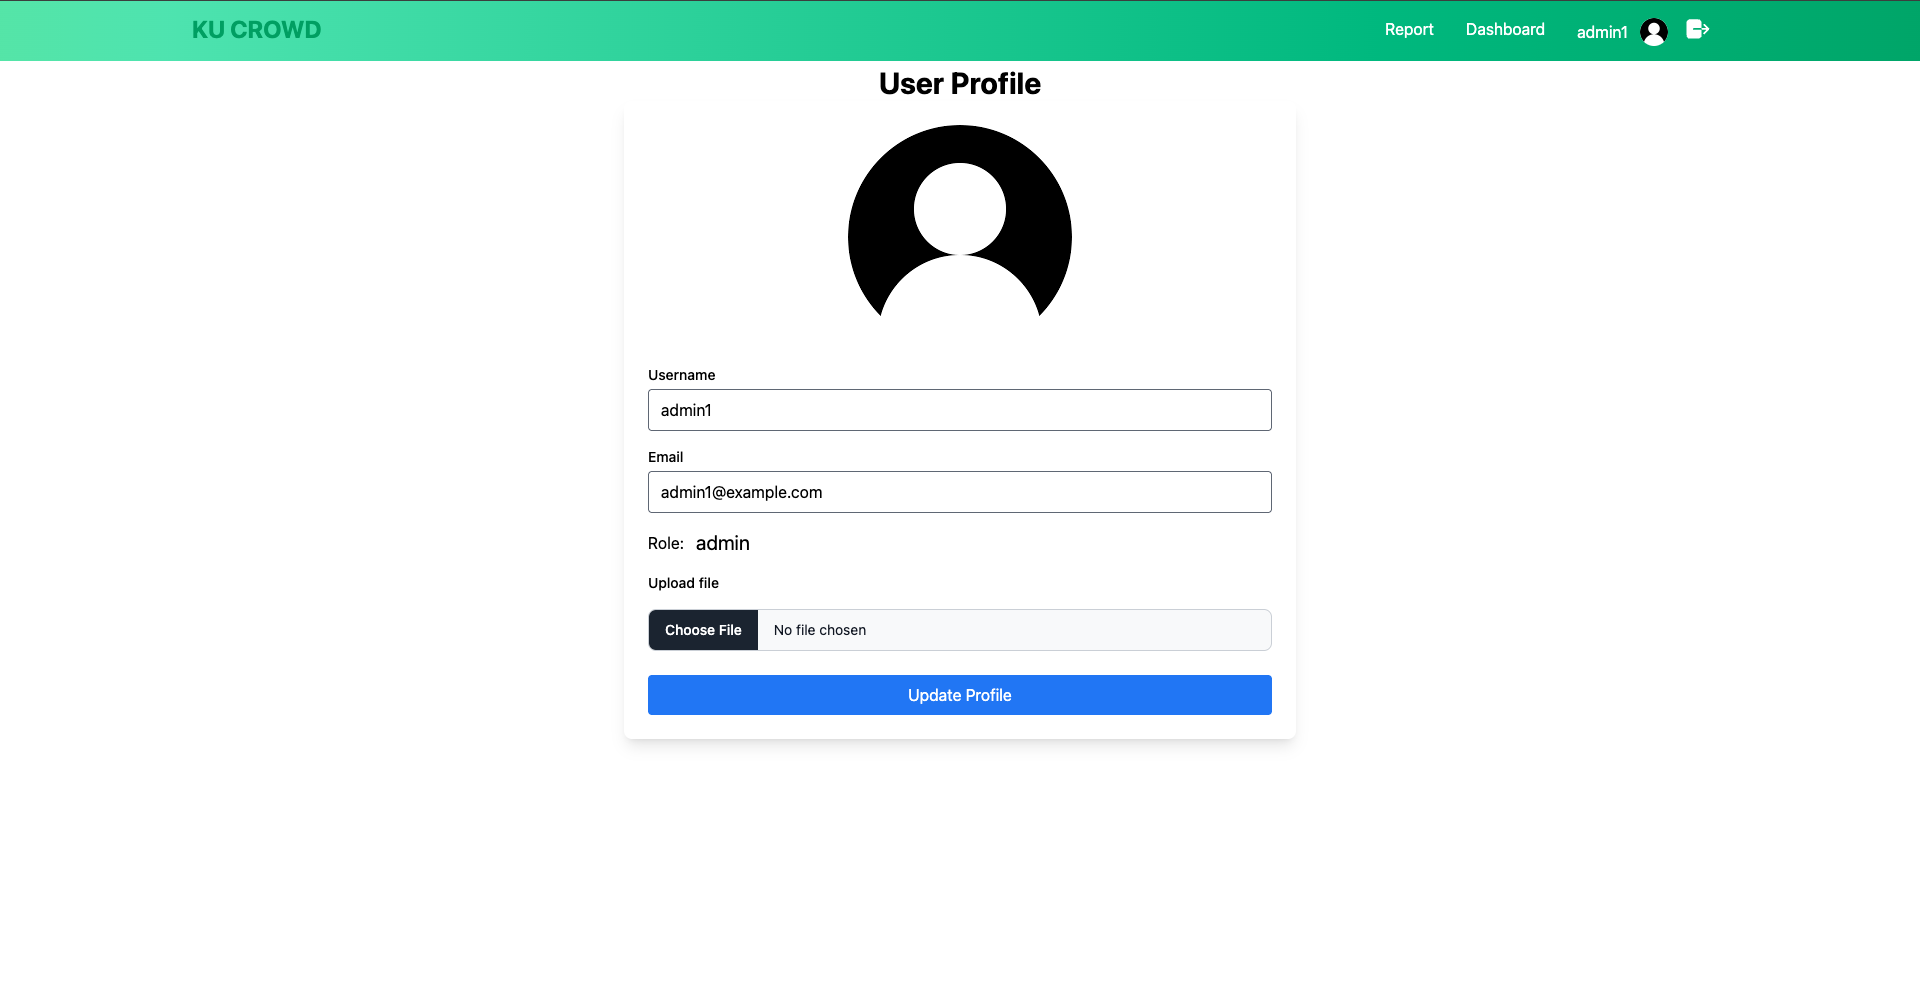 KU CROWD
Report Dashboard admin1
User Profile
Username
admin1
Email
admin1@example.com
Role: admin
Upload file
Choose File No file chosen
Update Profile